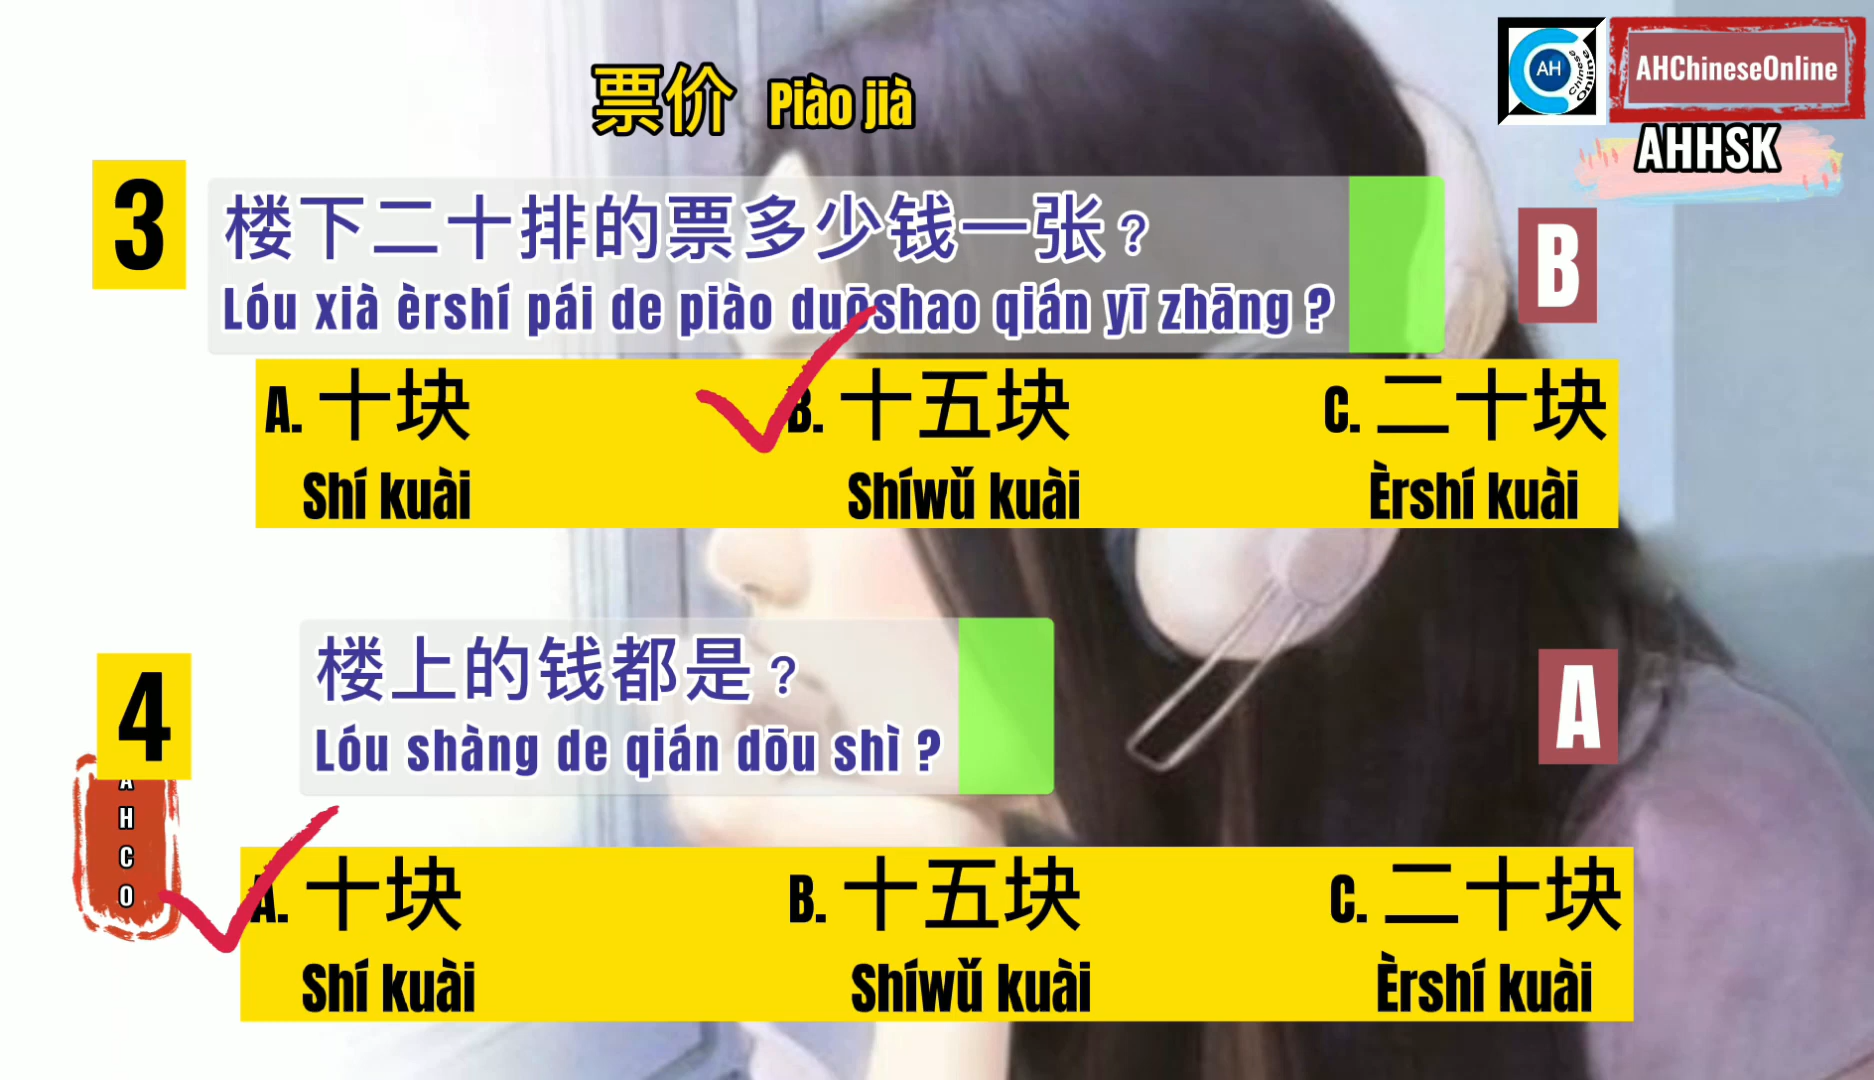 AH
Chinese
Online
AHChineseOnline
AHHSK
票价 Piào jià
3
楼下二十排的票多少钱一张？
Lóu xià èrshí pái de piào duōshao qián yī zhāng ?
B
A. 十块
Shí kuài
B. 十五块
Shíwǔ kuài
C. 二十块
Èrshí kuài
4
楼上的钱都是？
Lóu shàng de qián dōu shì ?
A
A
H
C
O
A. 十块
Shí kuài
B. 十五块
Shíwǔ kuài
C. 二十块
Èrshí kuài